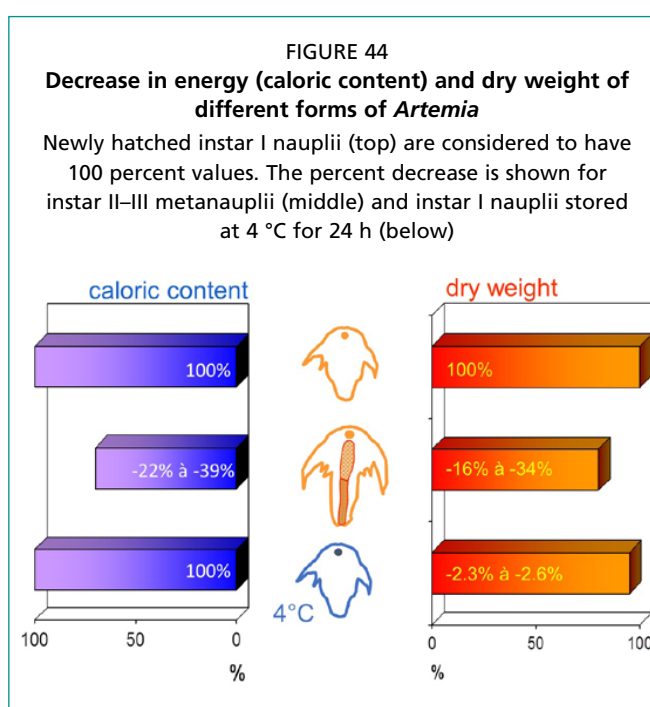 FIGURE 44
Decrease in energy (caloric content) and dry weight of
different forms of Artemia
Newly hatched instar I nauplii (top) are considered to have
100 percent values. The percent decrease is shown for
instar II–III metanauplii (middle) and instar I nauplii stored
at 4 °C for 24 h (below)
caloric content
dry weight
100%
100%
-22% à -39%
-16% à -34%
100%
4°C
-2.3% à -2.6%
100 50 0
0 50 100
%
%